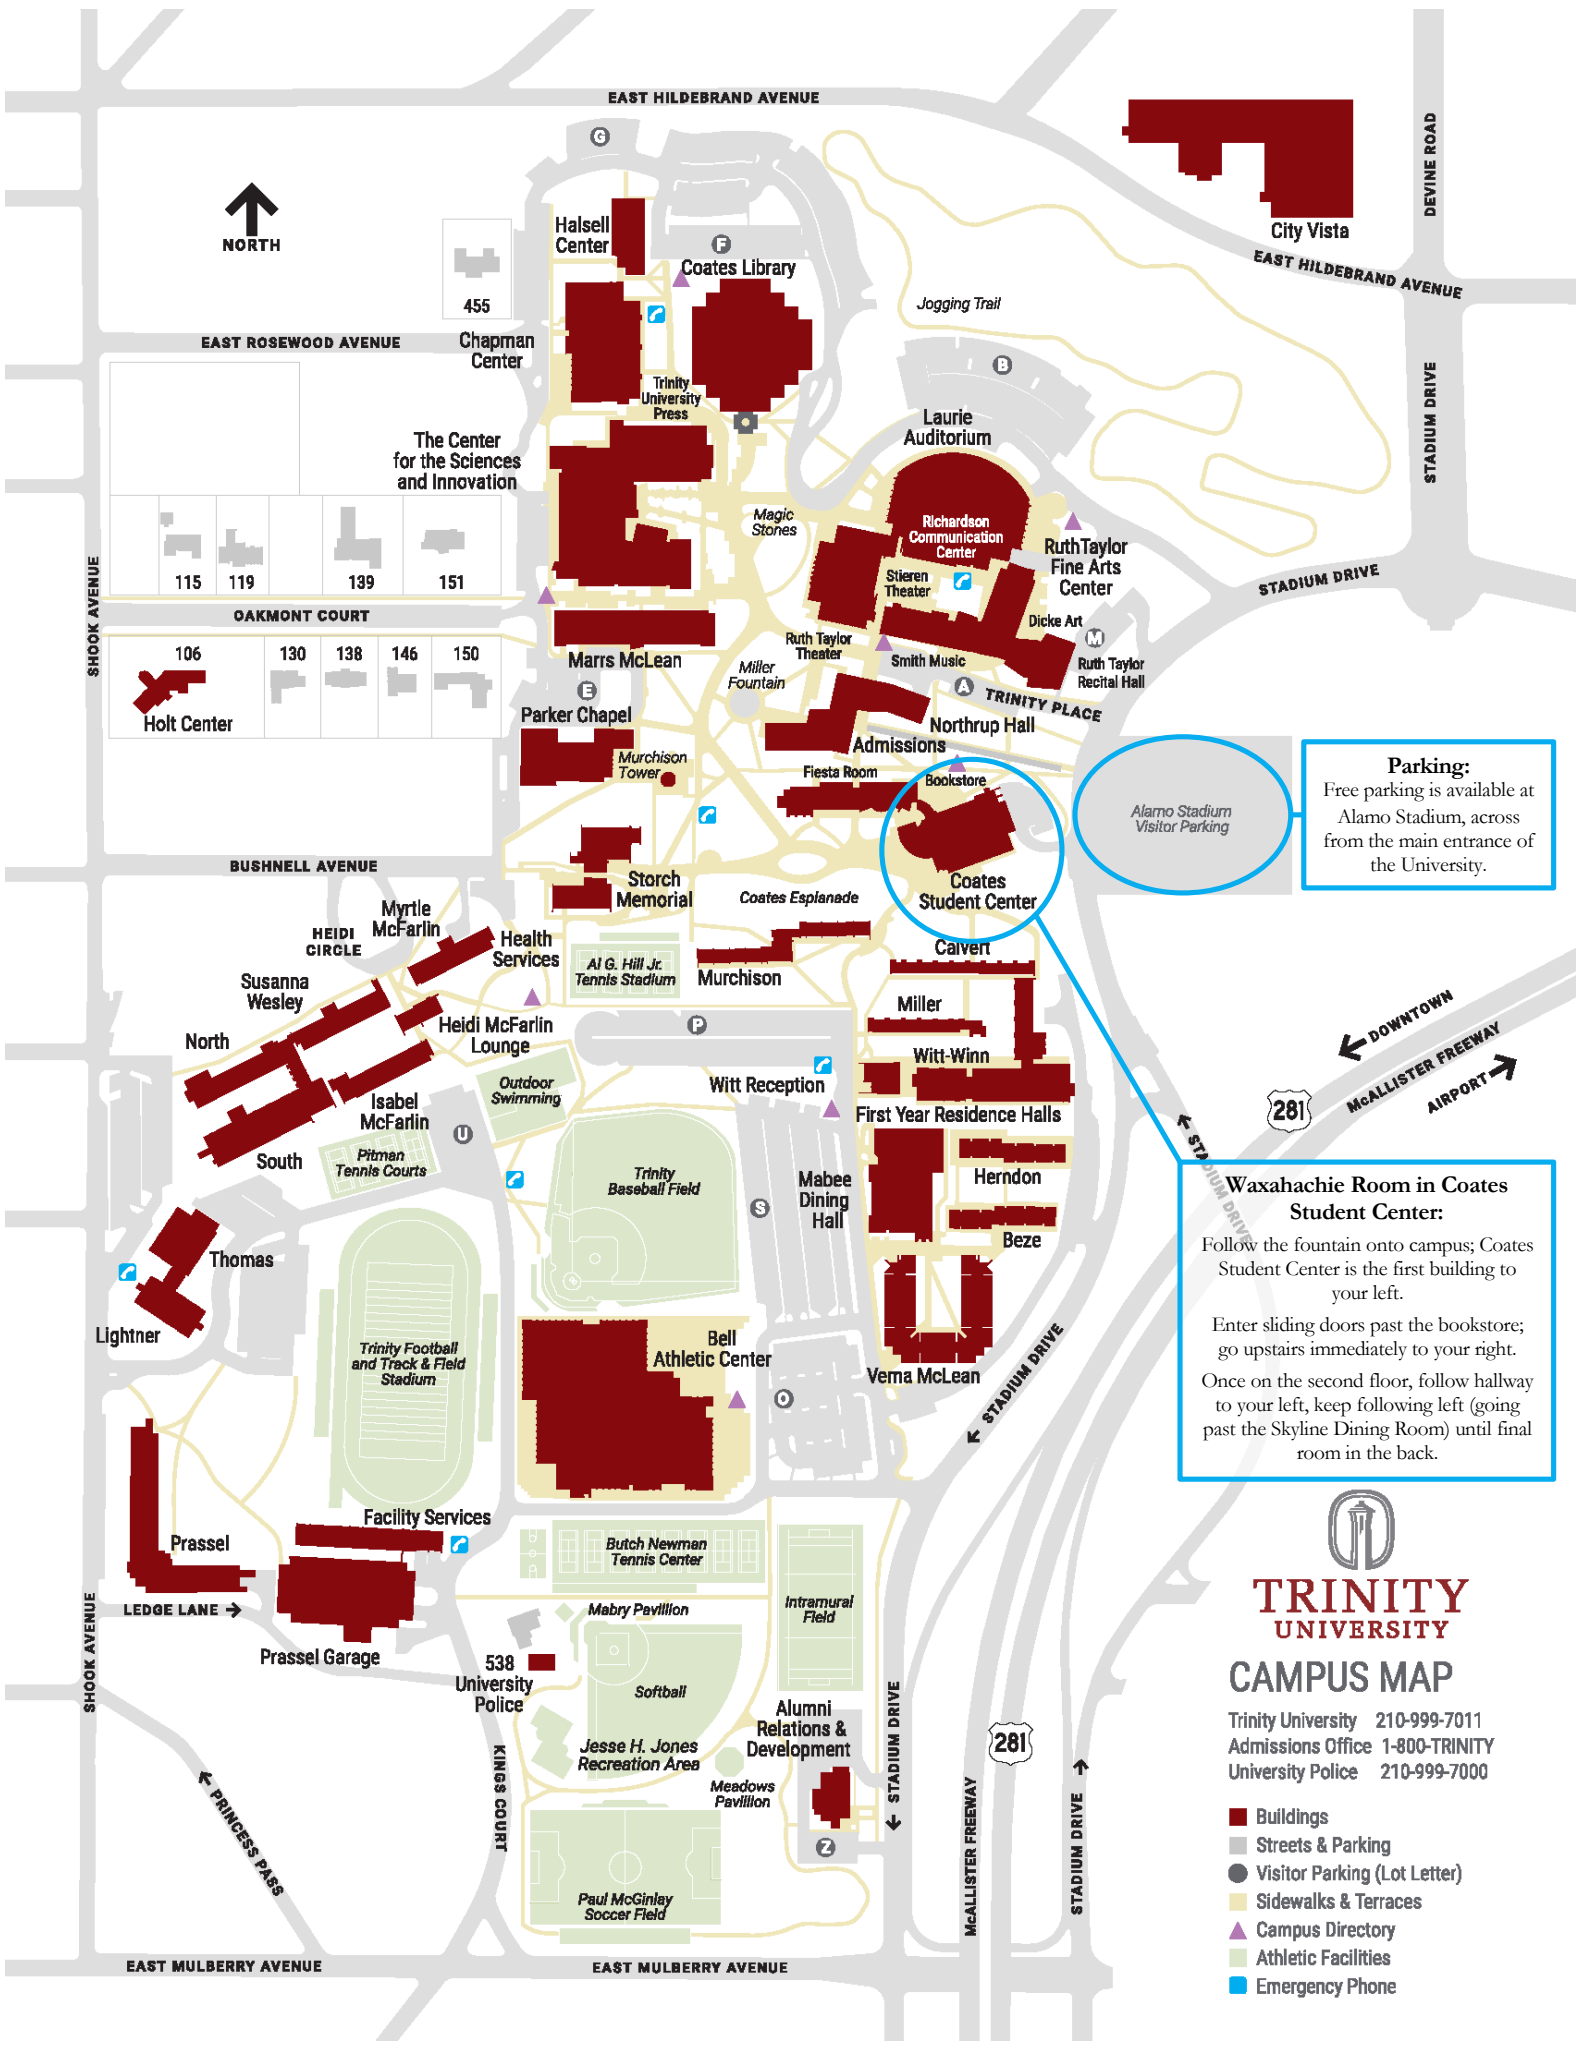 EAST HILDEBRAND AVENUE
G
DEVINE ROAD
NORTH
Halsell
Center
F
Coates Library
City Vista
EAST HILDEBRAND AVENUE
455
Jogging Trail
EAST ROSEWOOD AVENUE
Chapman
Center
B
STADIUM DRIVE
Trinity
University
Press
Laurie
Auditorium
The Center
for the Sciences
and Innovation
Magic
Stones
Richardson
Communication
Center
Ruth Taylor
Fine Arts
Center
Stieren
Theater
STADIUM DRIVE
115
119
139
151
SHOOK AVENUE
OAKMONT COURT
Dicke Art
M
106
130
138
146
150
Marrs McLean
Ruth Taylor
Theater
Smith Music
Ruth Taylor
Recital Hall
Miller
Fountain
E
A
TRINITY PLACE
Holt Center
Parker Chapel
Northrup Hall
Admissions
Murchison
Tower
Fiesta Room
Bookstore
Parking:
Free parking is available at
Alamo Stadium, across
from the main entrance of
the University.
Alamo Stadium
Visitor Parking
BUSHNELL AVENUE
Storch
Memorial
Coates Esplanade
Coates
Student Center
Myrtle
McFarlin
HEIDI
CIRCLE
Health
Services
Al G. Hill Jr.
Tennis Stadium
Murchison
Calvert
Susanna
Wesley
Miller
North
Heidi McFarlin
Lounge
P
DOWNTOWN
McALLISTER FREEWAY
AIRPORT
281
Witt-Winn
Outdoor
Swimming
Witt Reception
Isabel
McFarlin
First Year Residence Halls
U
South
Pitman
Tennis Courts
Trinity
Baseball Field
Mabee
Dining
Hall
Herndon
S
STADIUM DRIVE
Beze
Waxahachie Room in Coates
Student Center:
Follow the fountain onto campus; Coates
Student Center is the first building to
your left.
Enter sliding doors past the bookstore;
go upstairs immediately to your right.
Once on the second floor, follow hallway
to your left, keep following left (going
past the Skyline Dining Room) until final
room in the back.
Thomas
Lightner
Trinity Football
and Track & Field
Stadium
Bell
Athletic Center
Verna McLean
O
STADIUM DRIVE
Facility Services
Prassel
Butch Newman
Tennis Center
LEDGE LANE
Mabry Pavillion
Intramural
Field
Prassel Garage
538
University
Police
Softball
SHOOK AVENUE
Jesse H. Jones
Recreation Area
Alumni
Relations &
Development
Meadows
Pavillion
STADIUM DRIVE
281
KINGS COURT
PRINCESS PASS
Z
Paul McGinlay
Soccer Field
McALLISTER FREEWAY
STADIUM DRIVE
EAST MULBERRY AVENUE
EAST MULBERRY AVENUE
TRINITY
UNIVERSITY
CAMPUS MAP
Trinity University 210-999-7011
Admissions Office 1-800-TRINITY
University Police 210-999-7000
Buildings
Streets & Parking
Visitor Parking (Lot Letter)
Sidewalks & Terraces
Campus Directory
Athletic Facilities
Emergency Phone